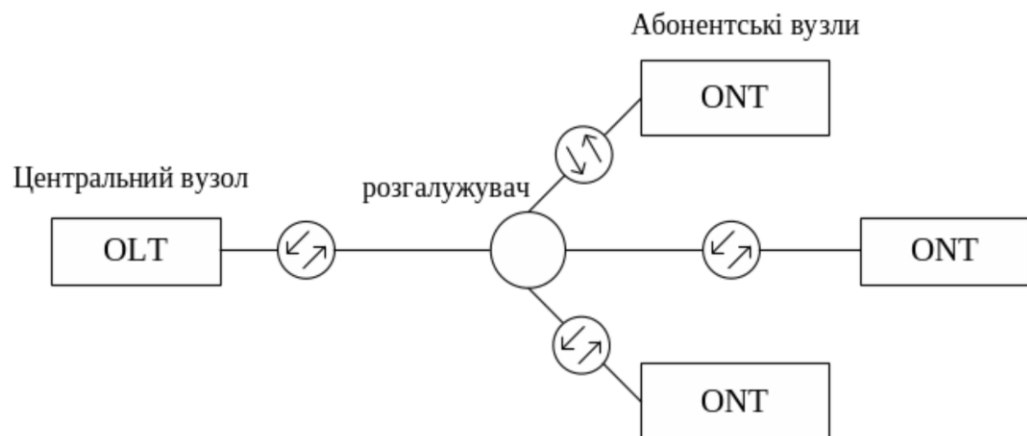 Абонентські вузли
ONT
Центральний вузол
розгалужувач
OLT
ONT
ONT